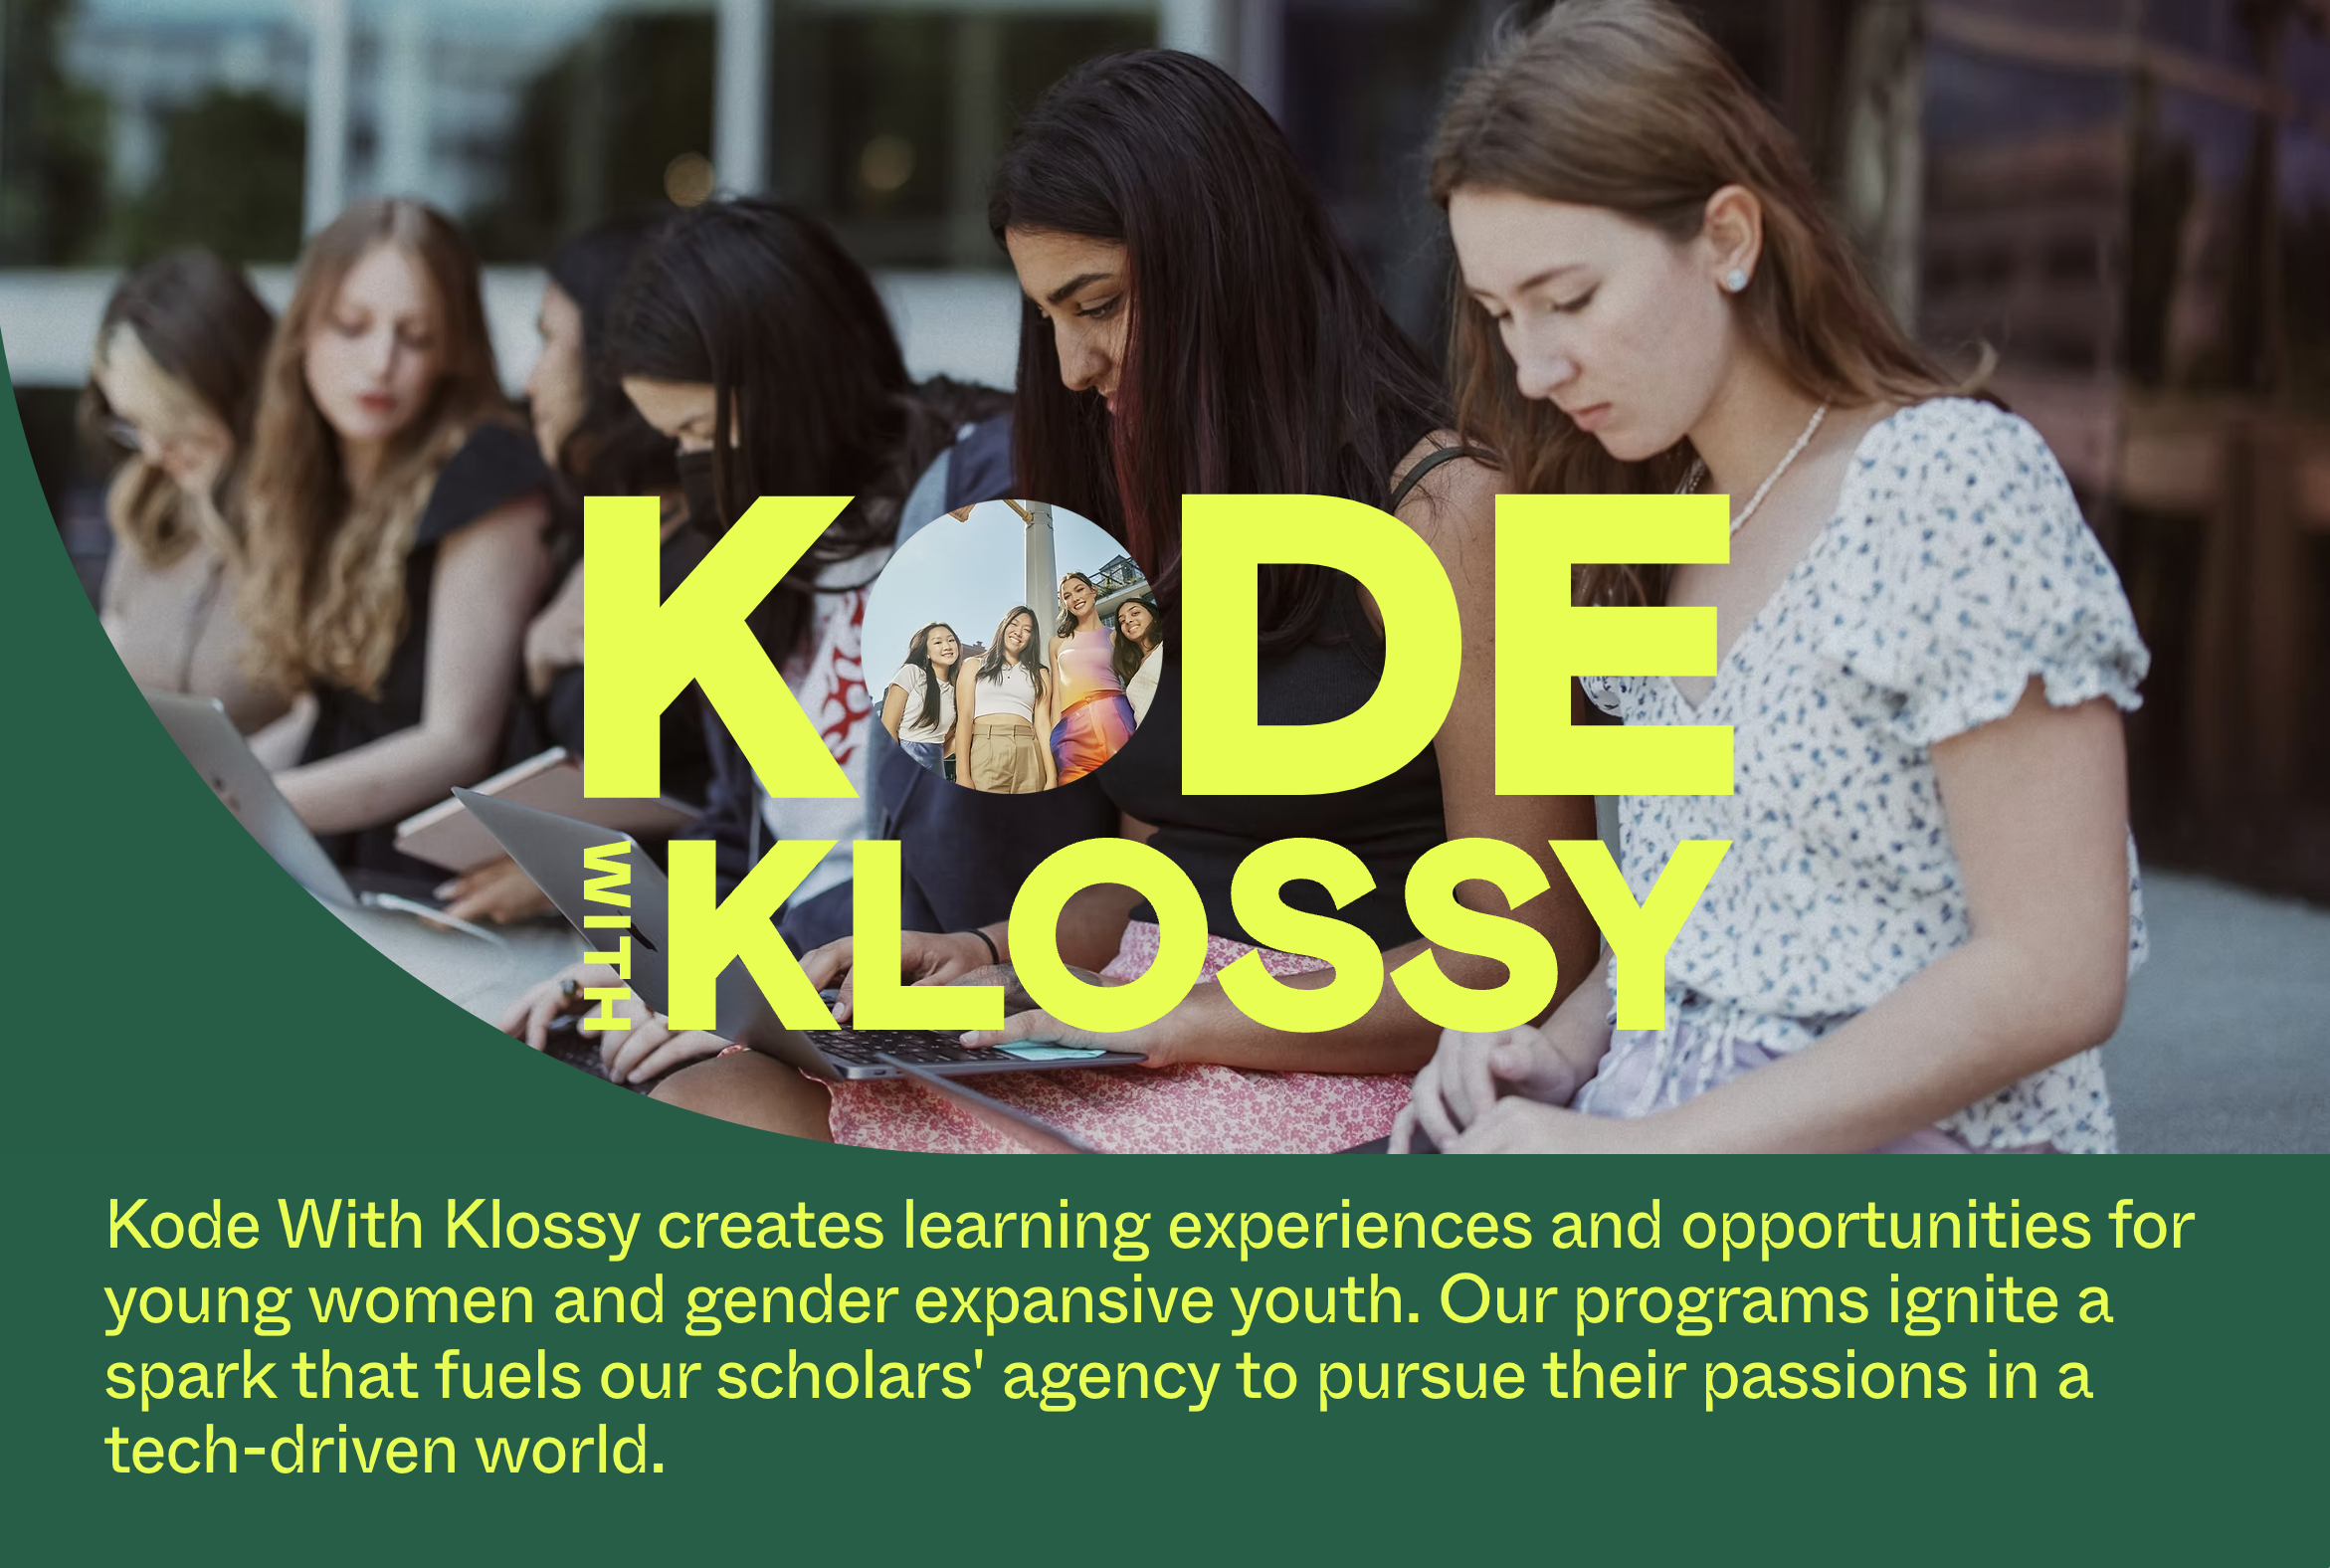 KODE
WITH KLOSSY
Kode With Klossy creates learning experiences and opportunities for
young women and gender expansive youth. Our programs ignite a
spark that fuels our scholars' agency to pursue their passions in a
tech-driven world.